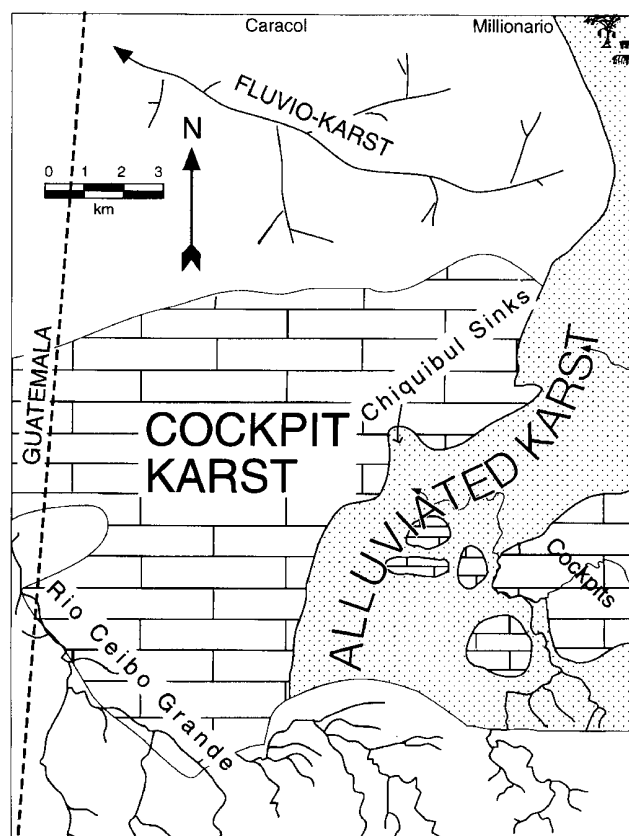 Caracol
Millionario
FLUVIO-KARST
N
0 1 2 3
km
GUATEMALA
Chiquibul Sinks
COCKPIT
KARST
ALLUVIATED KARST
Cockpits
Rio Ceibo Grande